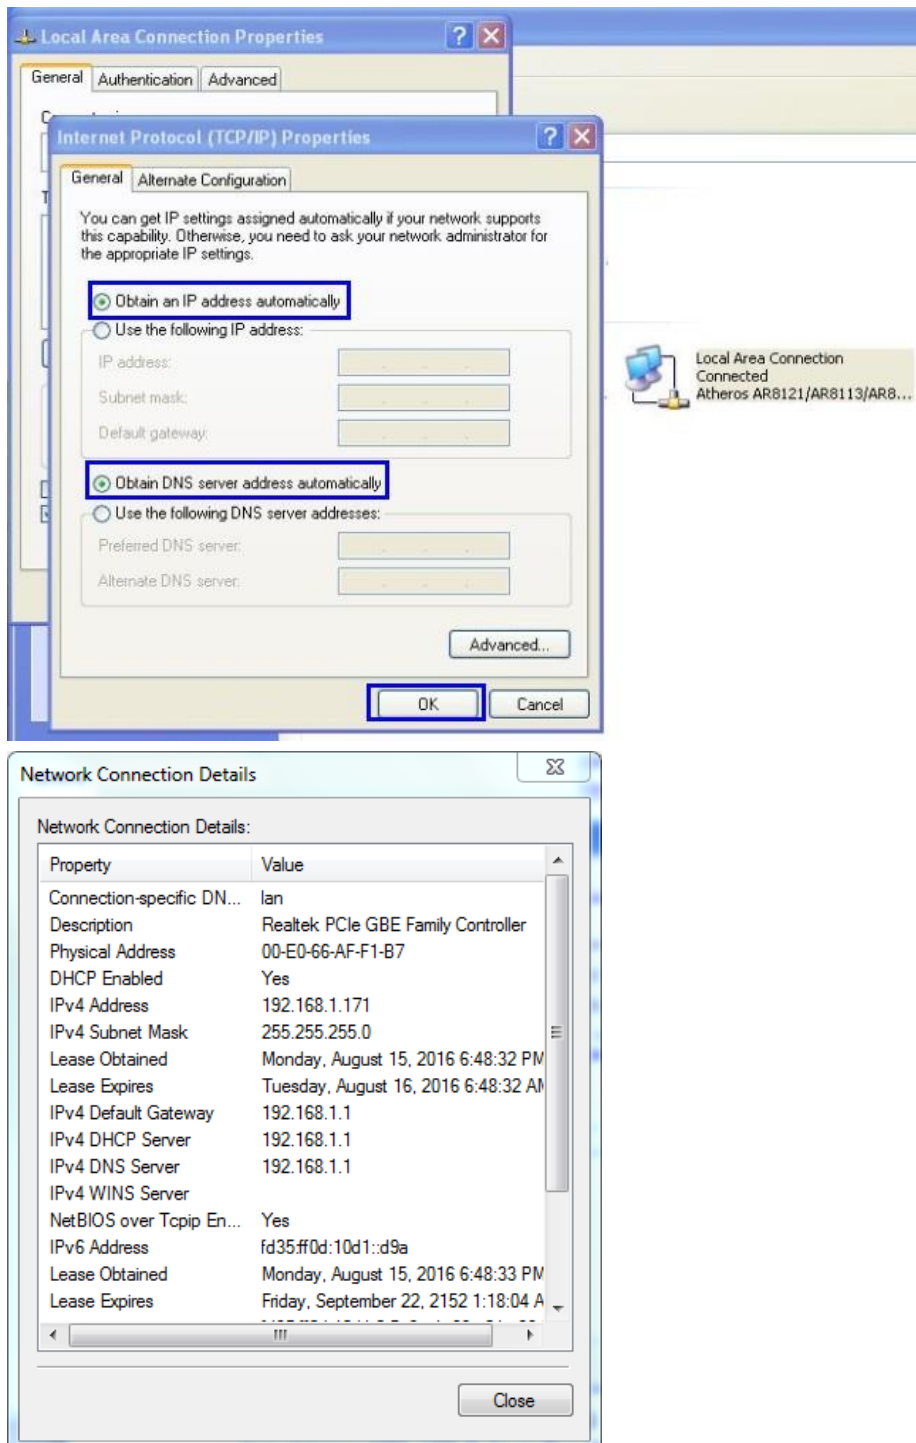 Local Area Connection Properties
General Authentication Advanced
Internet Protocol (TCP/IP) Properties
General Alternate Configuration
You can get IP settings assigned automatically if your network supports
this capability. Otherwise, you need to ask your network administrator for
the appropriate IP settings.
Obtain an IP address automatically
Use the following IP address:
IP address:
Subnet mask:
Default gateway:
Obtain DNS server address automatically
Use the following DNS server addresses:
Preferred DNS server:
Alternate DNS server:
Advanced...
OK Cancel
Local Area Connection
Connected
Atheros AR8121/AR8113/AR8...
Network Connection Details
Network Connection Details:
Property Value
Connection-specific DN... lan
Description Realtek PCIe GBE Family Controller
Physical Address 00-E0-66-AF-F1-B7
DHCP Enabled Yes
IPv4 Address 192.168.1.171
IPv4 Subnet Mask 255.255.255.0
Lease Obtained Monday, August 15, 2016 6:48:32 PM
Lease Expires Tuesday, August 16, 2016 6:48:32 AM
IPv4 Default Gateway 192.168.1.1
IPv4 DHCP Server 192.168.1.1
IPv4 DNS Server 192.168.1.1
IPv4 WINS Server
NetBIOS over Tcpip En... Yes
IPv6 Address fd35:ff0d:10d1::d9a
Lease Obtained Monday, August 15, 2016 6:48:33 PM
Lease Expires Friday, September 22, 2152 1:18:04 A
Close